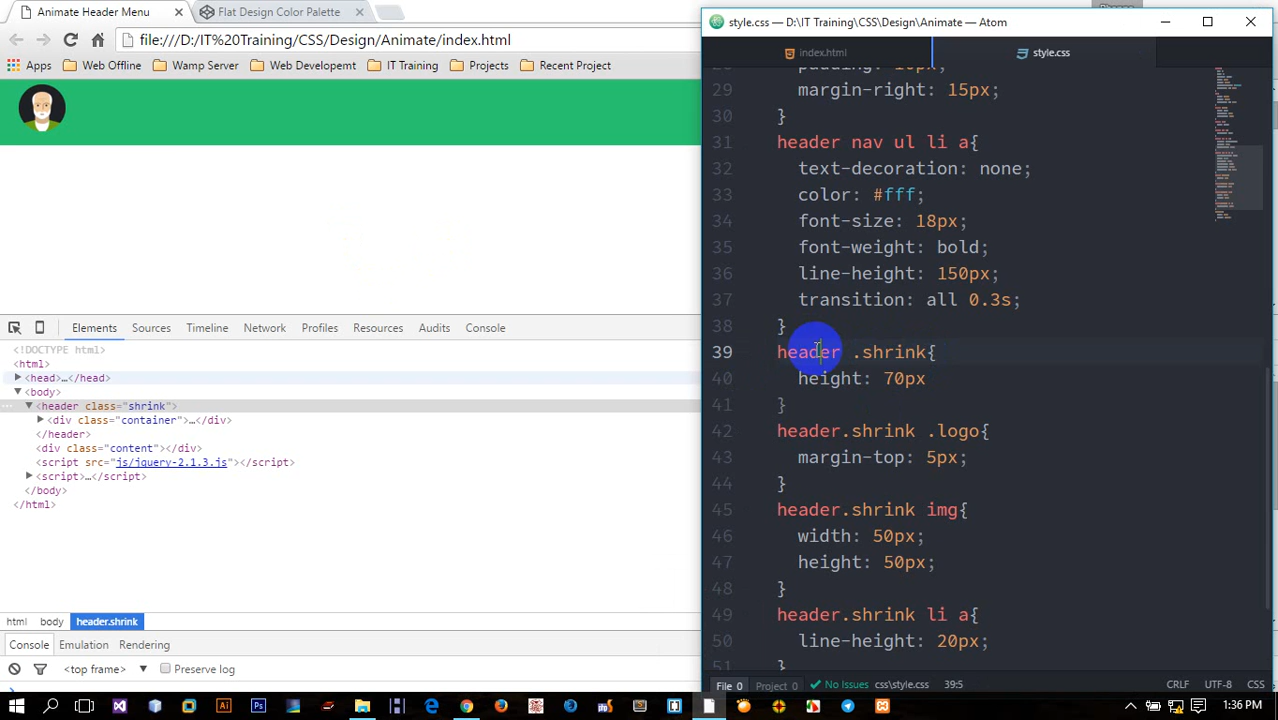 Animate Header Menu
Flat Design Color Palette
file:///D:/IT%20Training/CSS/Design/Animate/index.html
Apps Web Offline Wamp Server Web Development IT Training Projects Recent Project
Elements Sources Timeline Network Profiles Resources Audits Console
<!DOCTYPE html>
<html>
<head>…</head>
<body>
<header class="shrink">
<div class="container">…</div>
</header>
<div class="content"></div>
<script src="js/jquery-2.1.3.js"></script>
<script>…</script>
</body>
</html>
html body header.shrink
Console Emulation Rendering
<top frame> Preserve log
style.css — D:\IT Training\CSS\Design\Animate — Atom
index.html style.css
29 margin-right: 15px;
30 }
31 header nav ul li a{
32 text-decoration: none;
33 color: #fff;
34 font-size: 18px;
35 font-weight: bold;
36 line-height: 150px;
37 transition: all 0.3s;
38 }
39 header .shrink{
40 height: 70px
41 }
42 header.shrink .logo{
43 margin-top: 5px;
44 }
45 header.shrink img{
46 width: 50px;
47 height: 50px;
48 }
49 header.shrink li a{
50 line-height: 20px;
51 }
File 0 Project 0 No Issues css\style.css 39:5 CRLF UTF-8 CSS
1:36 PM